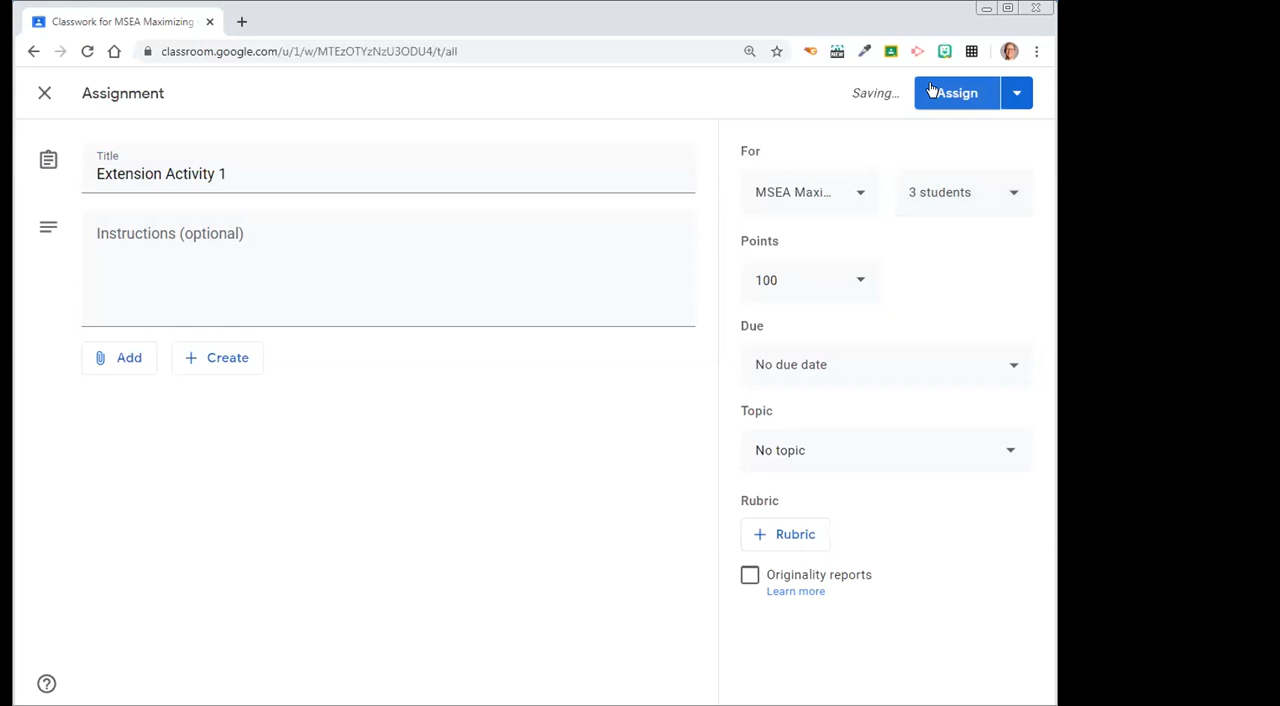 Classwork for MSEA Maximizing
classroom.google.com/u/1/w/MTEzOTYzNzU3ODU4/t/all
Assignment
Saving...
Assign
Title
Extension Activity 1
Instructions (optional)
Add
Create
For
MSEA Maxi...
3 students
Points
100
Due
No due date
Topic
No topic
Rubric
Rubric
Originality reports
Learn more